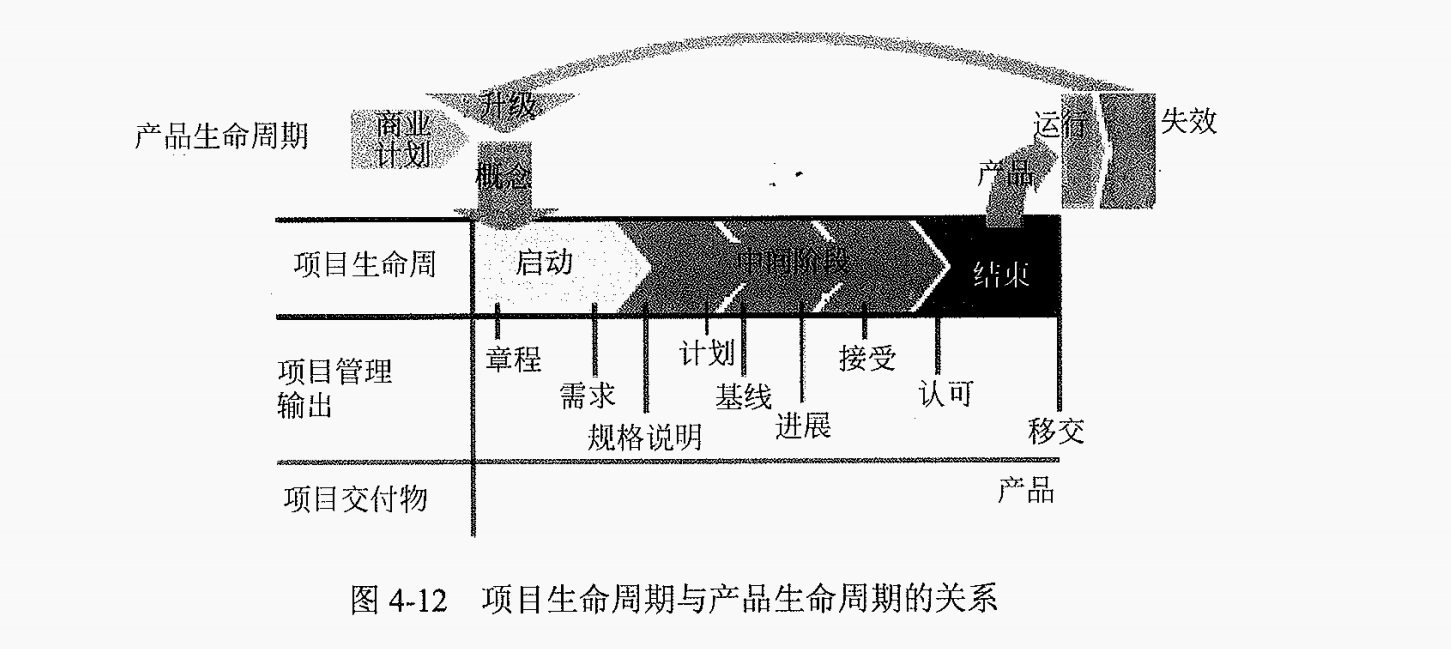 升级
产品生命周期
商业
计划
运行
失效
概念
产品
项目生命周
启动
中间阶段
结束
项目管理
输出
章程
计划
接受
需求
基线
认可
规格说明
进展
移交
项目交付物
产品
图 4-12 项目生命周期与产品生命周期的关系